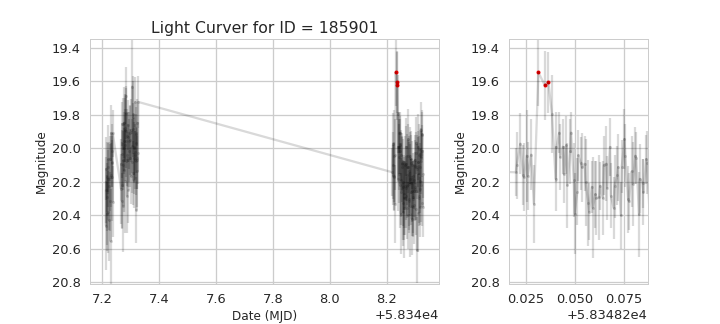 Light Curver for ID = 185901
19.4 19.4
19.6 19.6
19.8 19.8
20.0 20.0
20.2 20.2
20.4 20.4
20.6 20.6
20.8 20.8
Magnitude Magnitude
7.2 7.4 7.6 7.8 8.0 8.2 0.025 0.050 0.075
Date (MJD) +5.834e4 +5.83482e4